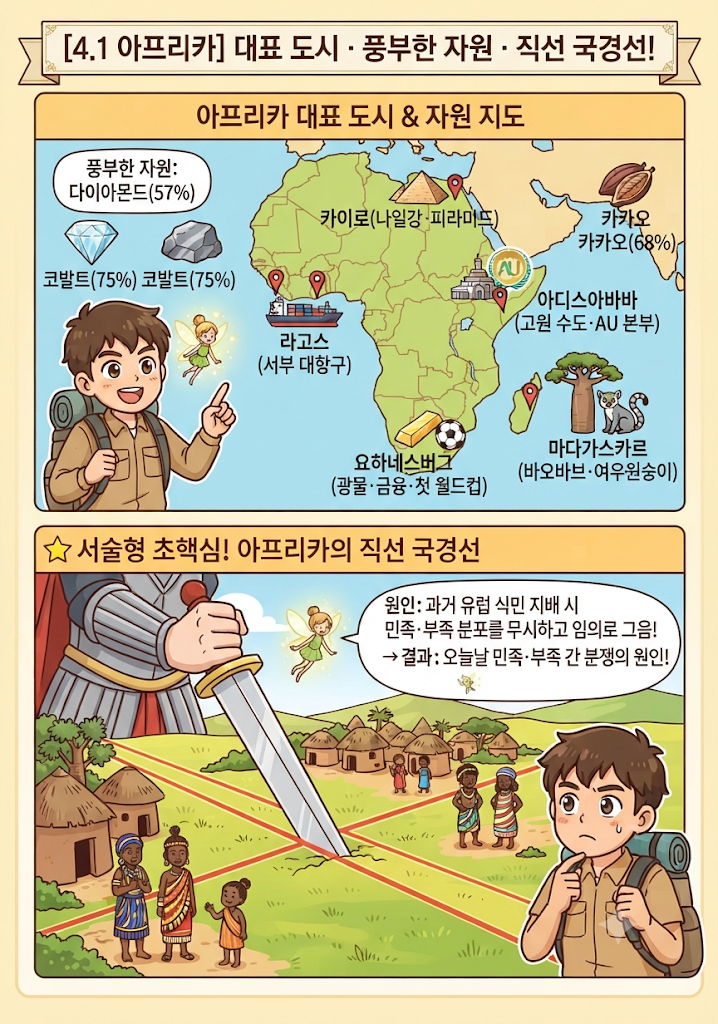 [4.1 아프리카] 대표 도시 · 풍부한 자원 · 직선 국경선!
아프리카 대표 도시 & 자원 지도
풍부한 자원:
다이아몬드(57%)
코발트(75%) 코발트(75%)
카이로(나일강·피라미드)
카카오
카카오(68%)
AU
아디스아바바
(고원 수도·AU 본부)
라고스
(서부 대항구)
마다가스카르
(바오바브·여우원숭이)
요하네스버그
(광물·금융·첫 월드컵)
서술형 초핵심! 아프리카의 직선 국경선
원인: 과거 유럽 식민 지배 시
민족·부족 분포를 무시하고 임의로 그음!
→ 결과: 오늘날 민족·부족 간 분쟁의 원인!